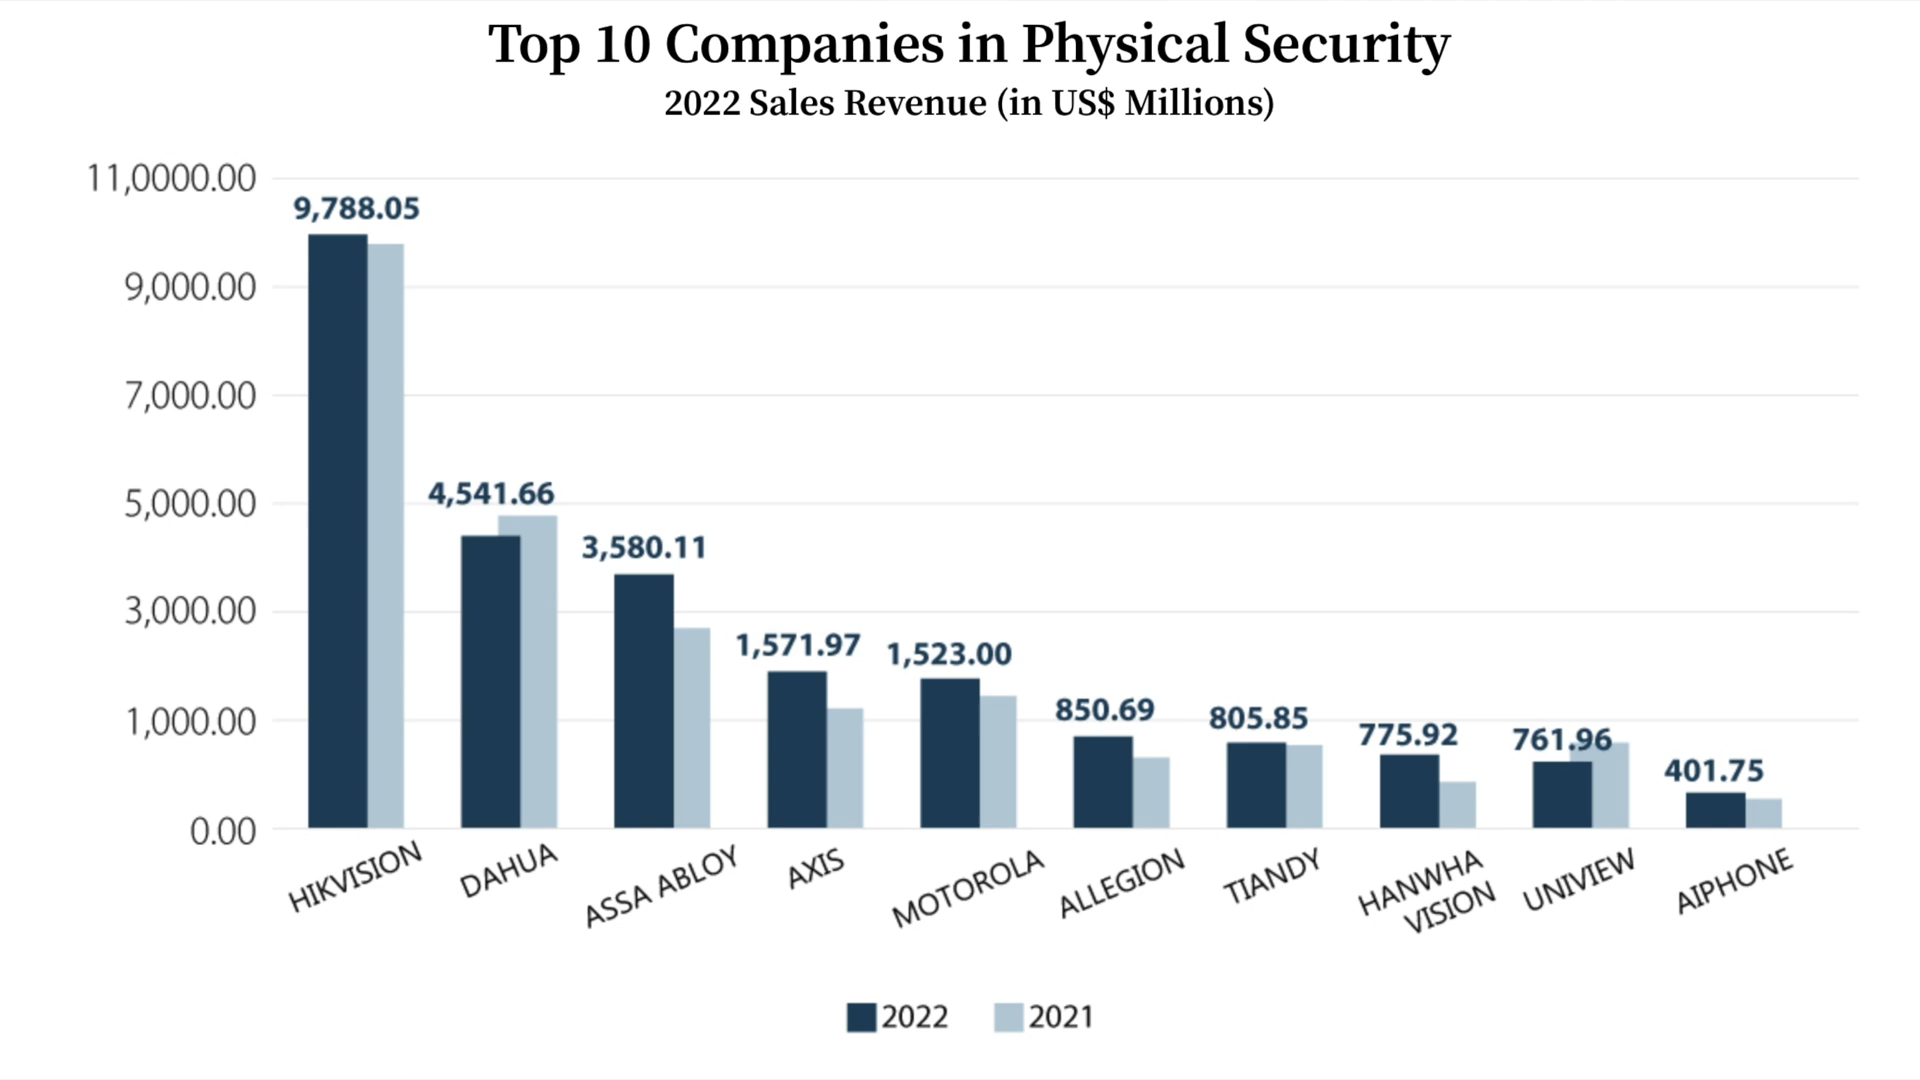 Top 10 Companies in Physical Security
2022 Sales Revenue (in US$ Millions)
11,0000.00
9,000.00
7,000.00
5,000.00
3,000.00
1,000.00
0.00
9,788.05
4,541.66
3,580.11
1,571.97
1,523.00
850.69
805.85
775.92
761.96
401.75
HIKVISION
DAHUA
ASSA ABLOY
AXIS
MOTOROLA
ALLEGION
TIANDY
HANWHA
VISION
UNIVIEW
AIPHONE
2022
2021